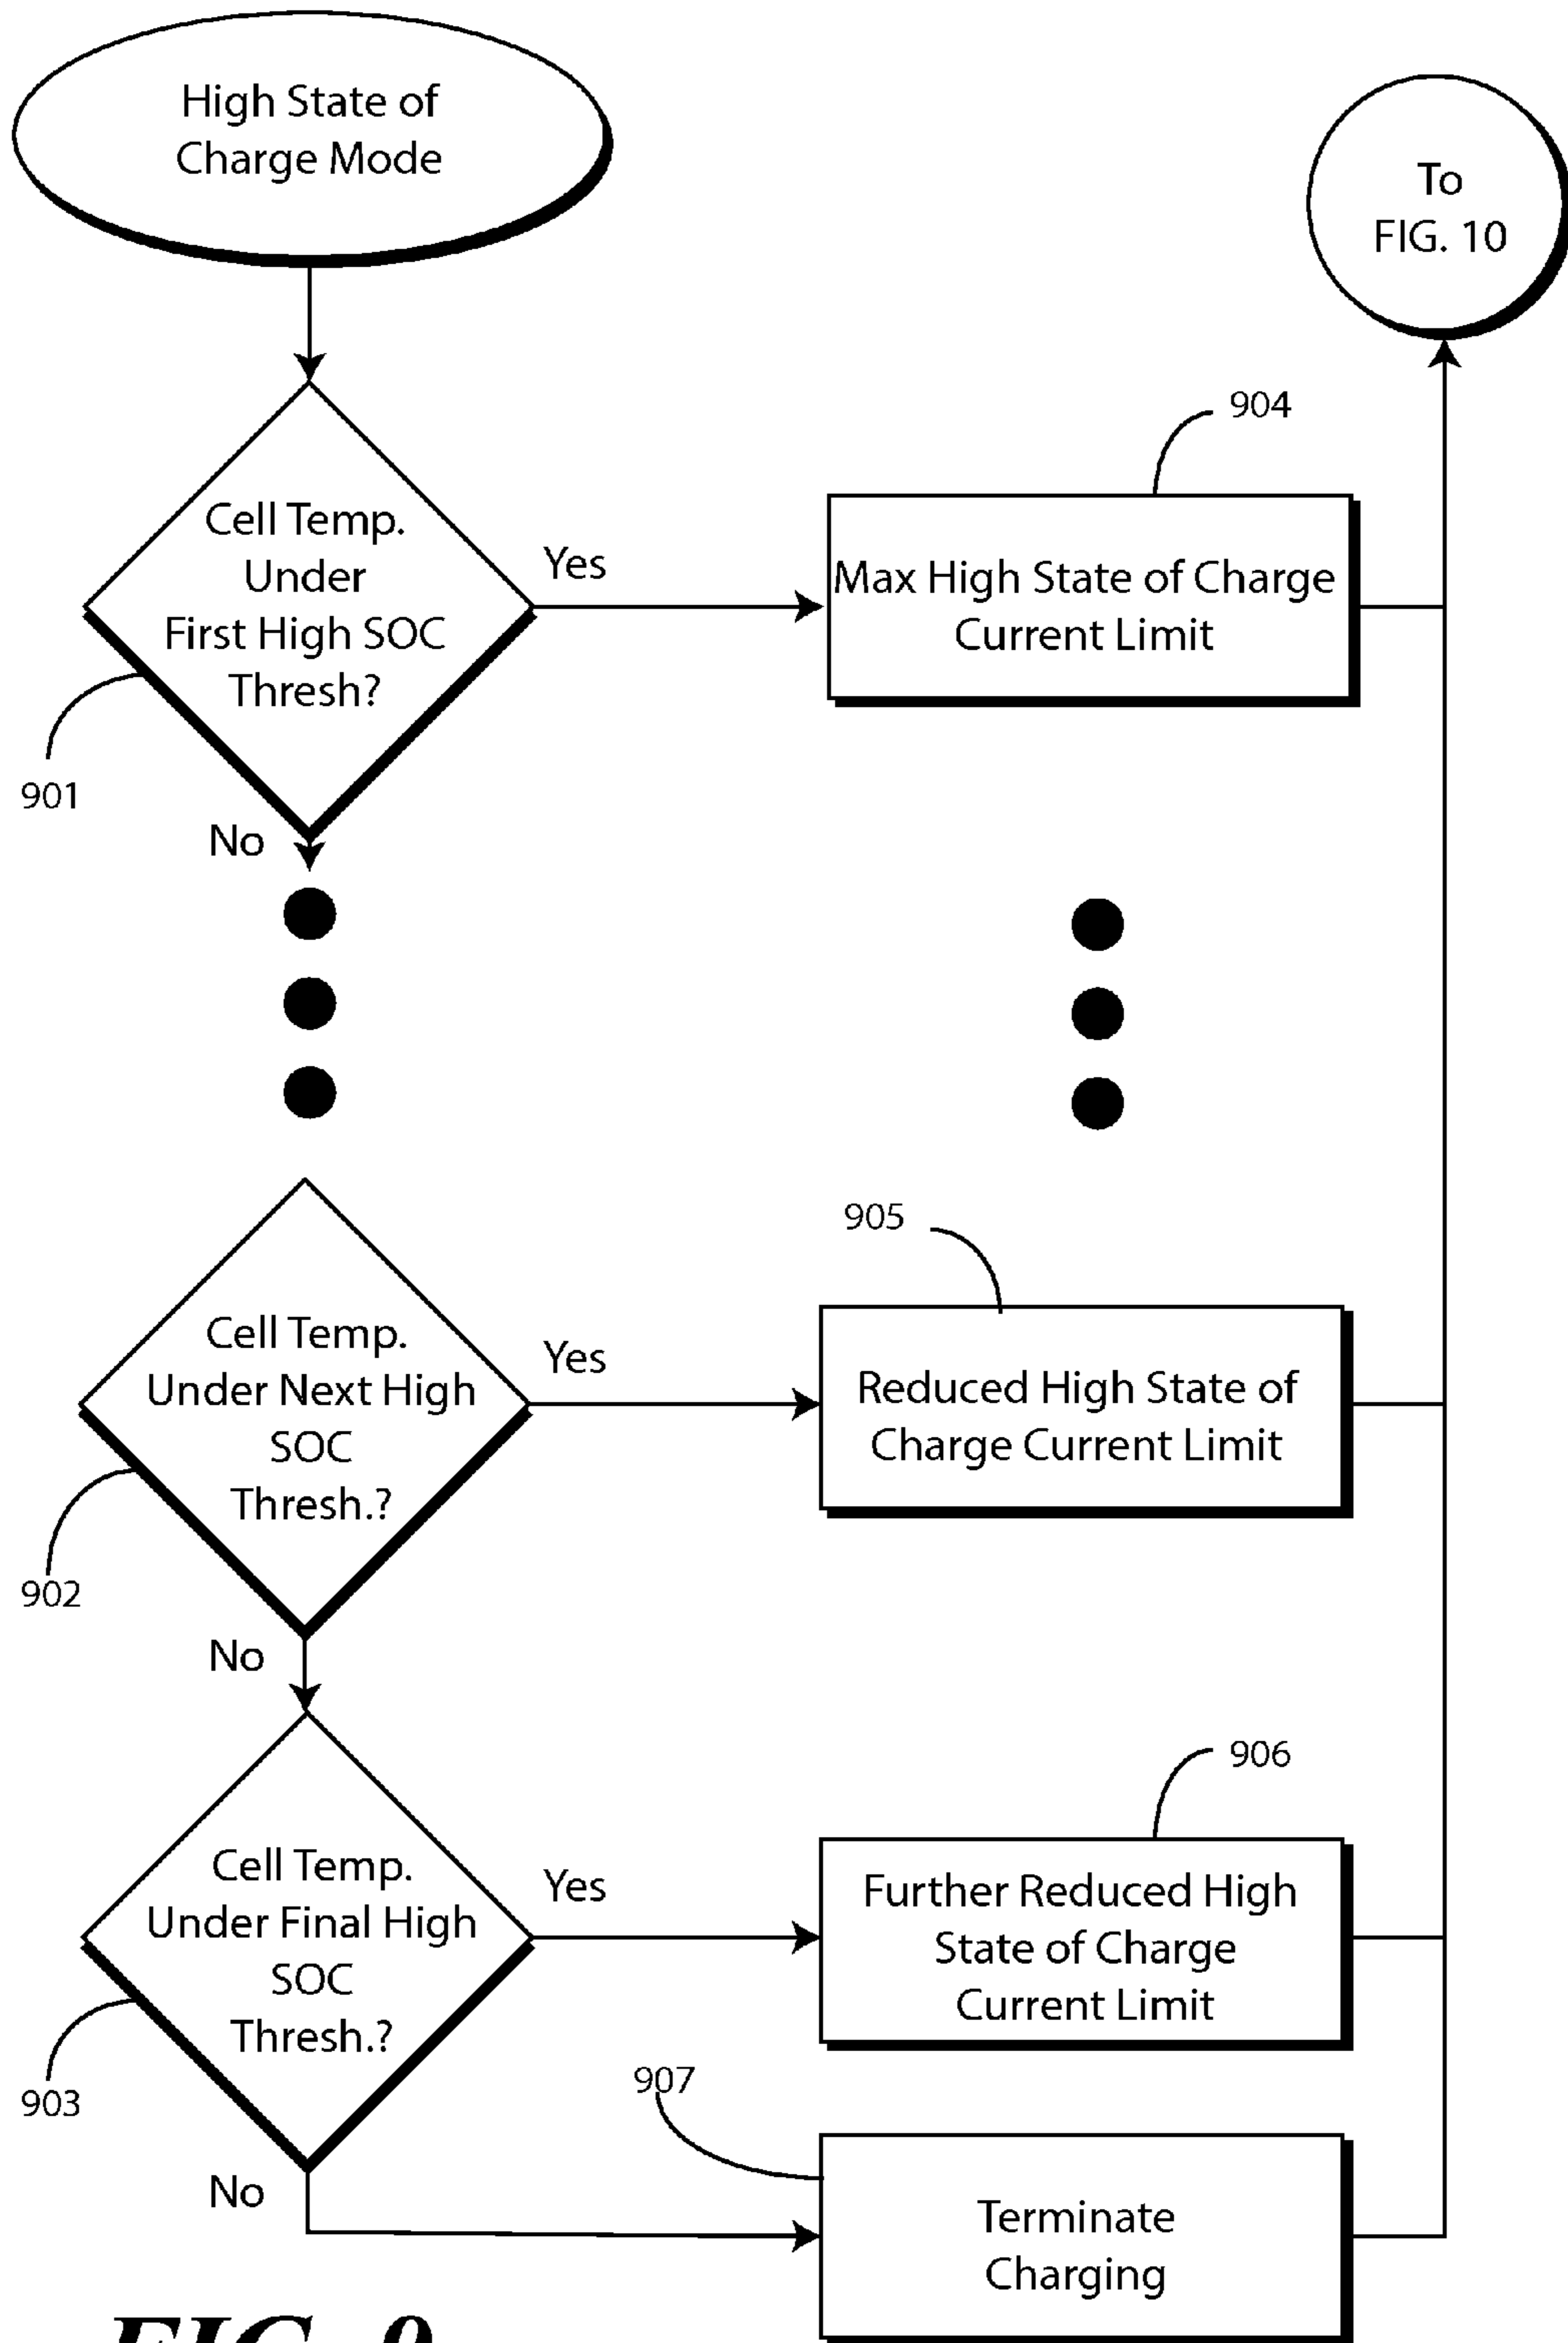 High State of
Charge Mode
To
FIG. 10
904
Cell Temp.
Under
First High SOC
Thresh?
Yes
Max High State of Charge
Current Limit
901
No
905
Cell Temp.
Under Next High
SOC
Thresh.?
Yes
Reduced High State of
Charge Current Limit
902
No
906
Cell Temp.
Under Final High
SOC
Thresh.?
Yes
Further Reduced High
State of Charge
Current Limit
903
907
No
Terminate
Charging
FIG. 9